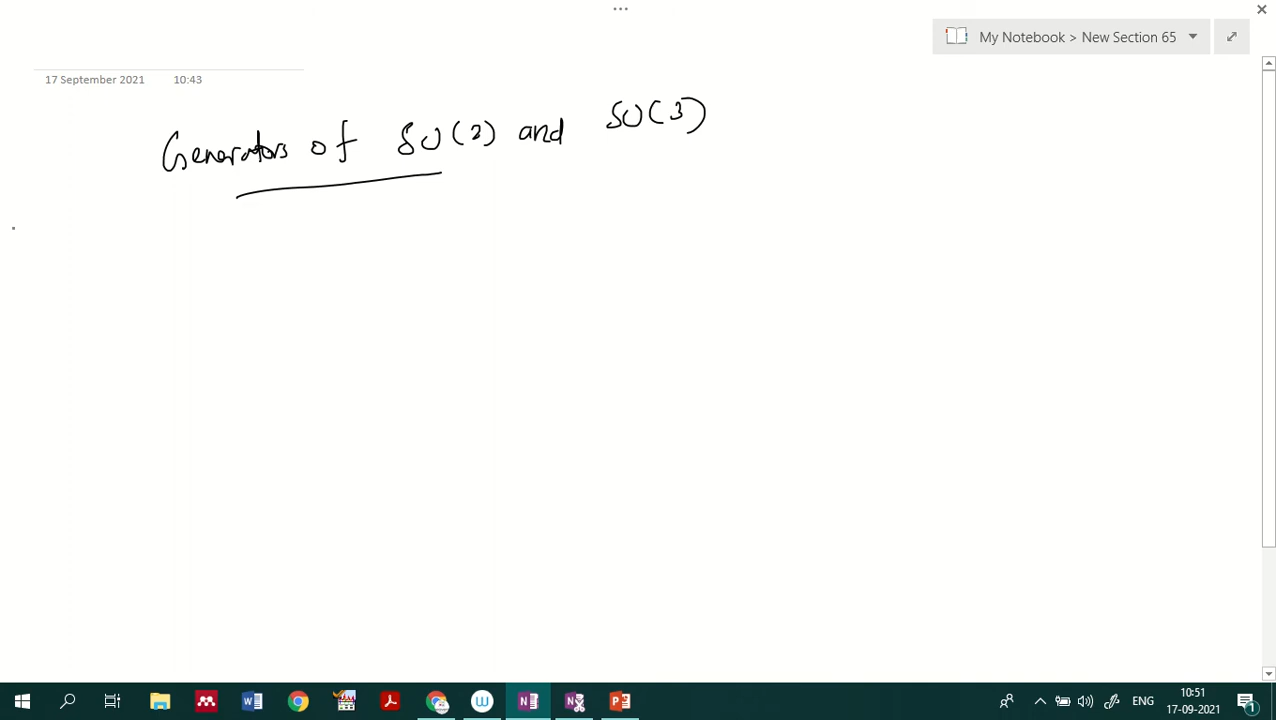 My Notebook > New Section 65
17 September 2021 10:43
Generators of SU(2) and SU(3)
ENG
10:51
17-09-2021